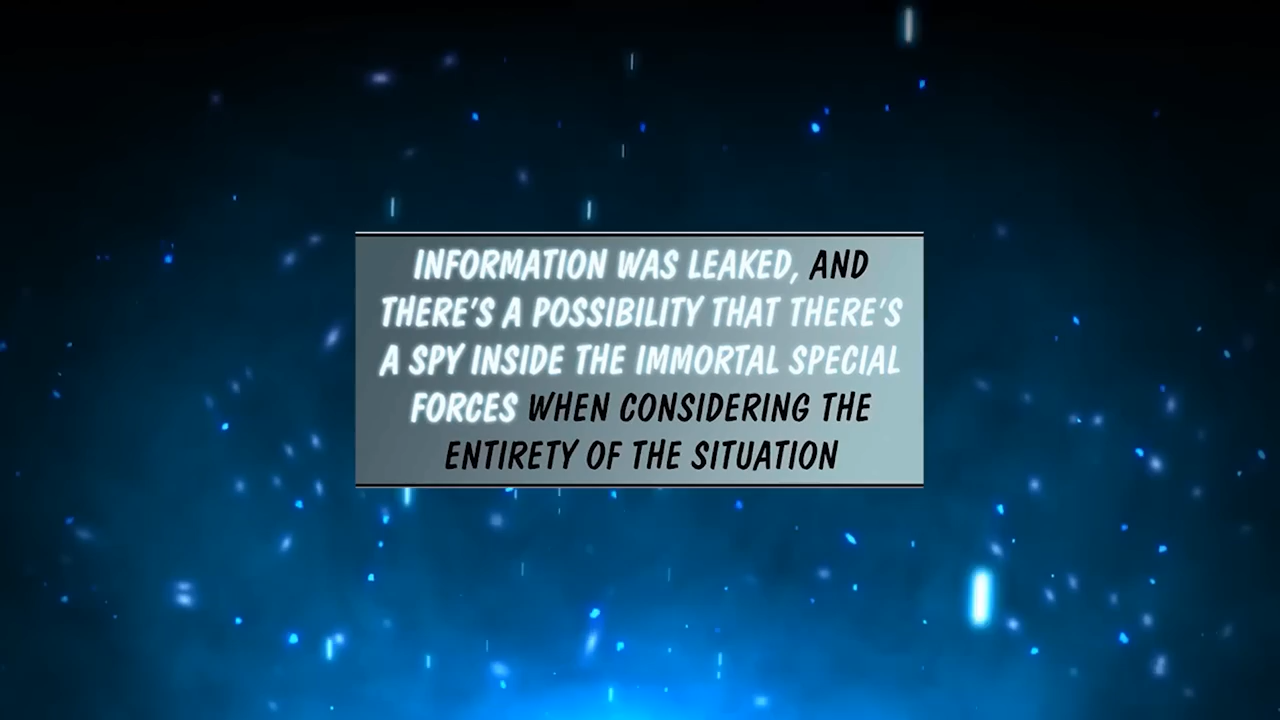 INFORMATION WAS LEAKED, AND
THERE'S A POSSIBILITY THAT THERE'S
A SPY INSIDE THE IMMORTAL SPECIAL
FORCES WHEN CONSIDERING THE
ENTIRETY OF THE SITUATION